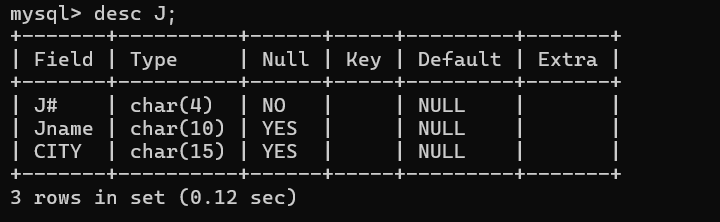 mysql> desc J;
+-------+----------+------+-----+---------+-------+
| Field | Type     | Null | Key | Default | Extra |
+-------+----------+------+-----+---------+-------+
| J#    | char(4)  | NO   |     | NULL    |       |
| Jname | char(10) | YES  |     | NULL    |       |
| CITY  | char(15) | YES  |     | NULL    |       |
+-------+----------+------+-----+---------+-------+
3 rows in set (0.12 sec)